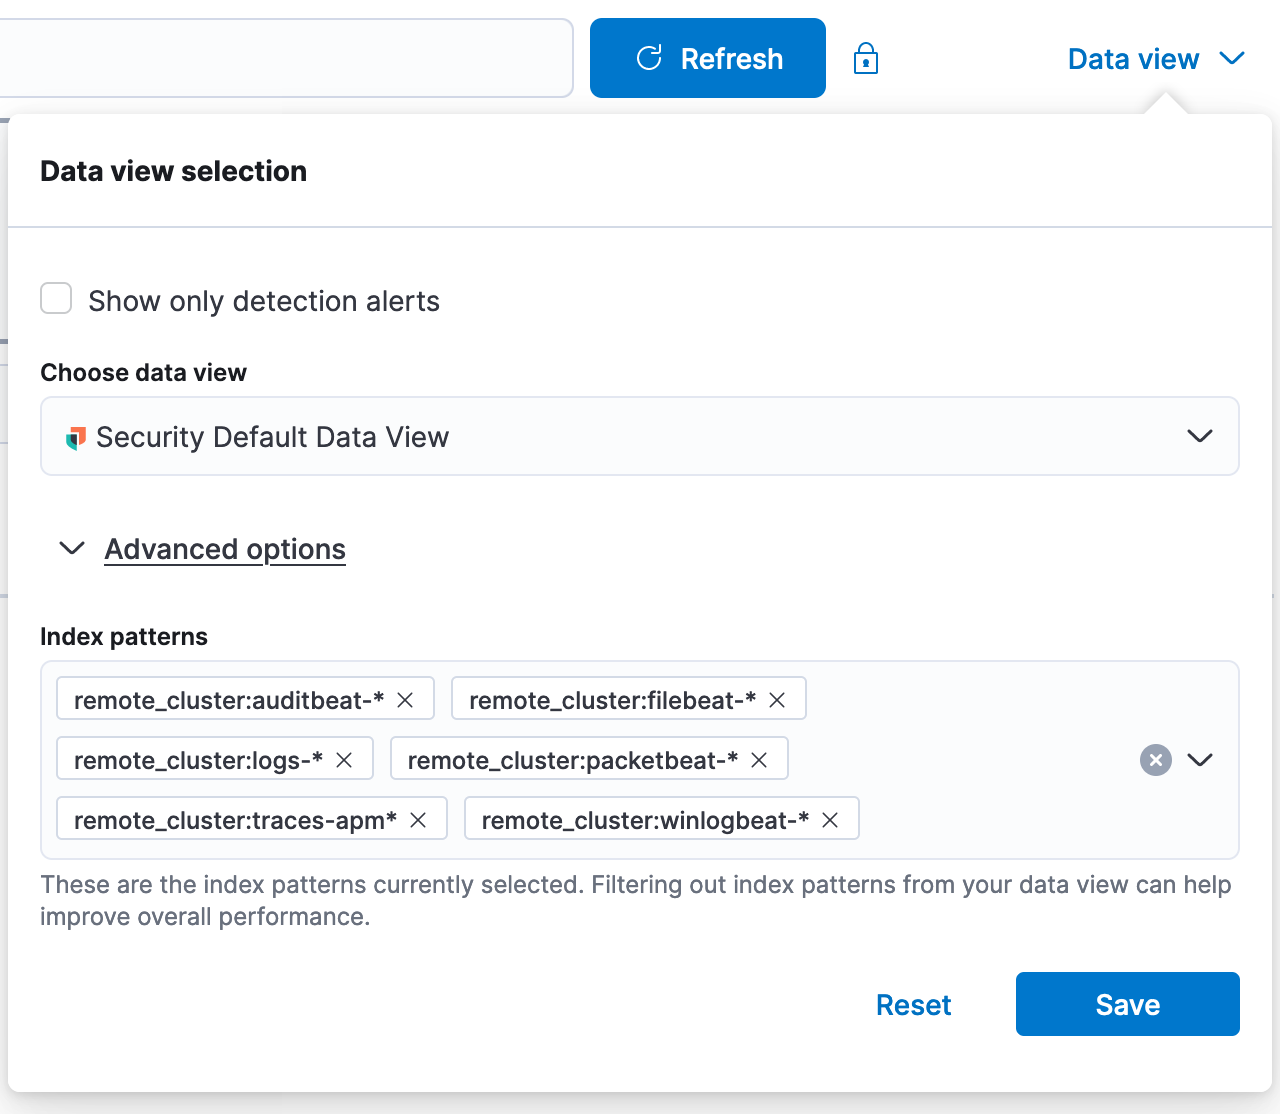 Refresh
Data view
Data view selection
Show only detection alerts
Choose data view
Security Default Data View
Advanced options
Index patterns
remote_cluster:auditbeat-* remote_cluster:filebeat-*
remote_cluster:logs-* remote_cluster:packetbeat-*
remote_cluster:traces-apm* remote_cluster:winlogbeat-*
These are the index patterns currently selected. Filtering out index patterns from your data view can help
improve overall performance.
Reset Save